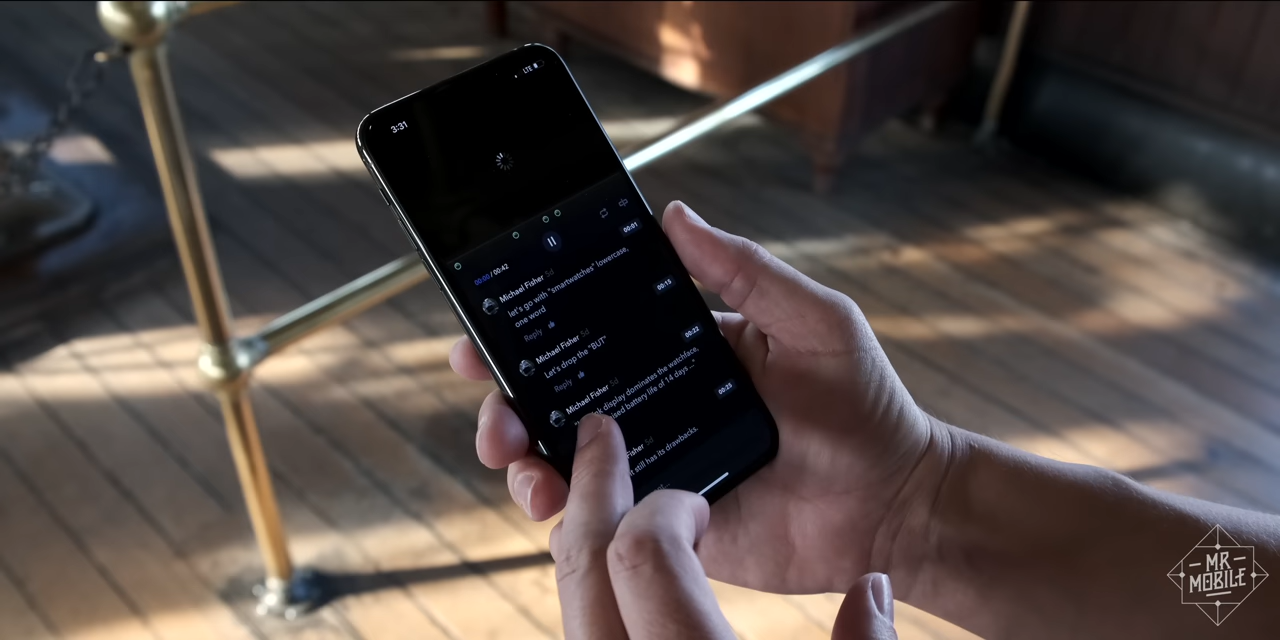 3:31
LTE
00:00 / 00:42
00:01
Michael Fisher 5d
let's go with "smartwatches" lowercase,
one word
Reply
00:15
Michael Fisher 5d
Let's drop the "BUT"
Reply
00:22
Michael Fisher 5d
display dominates the watchface,
battery life of 14 days ..."
00:25
Fisher 5d
still has its drawbacks.
MR
MOBILE